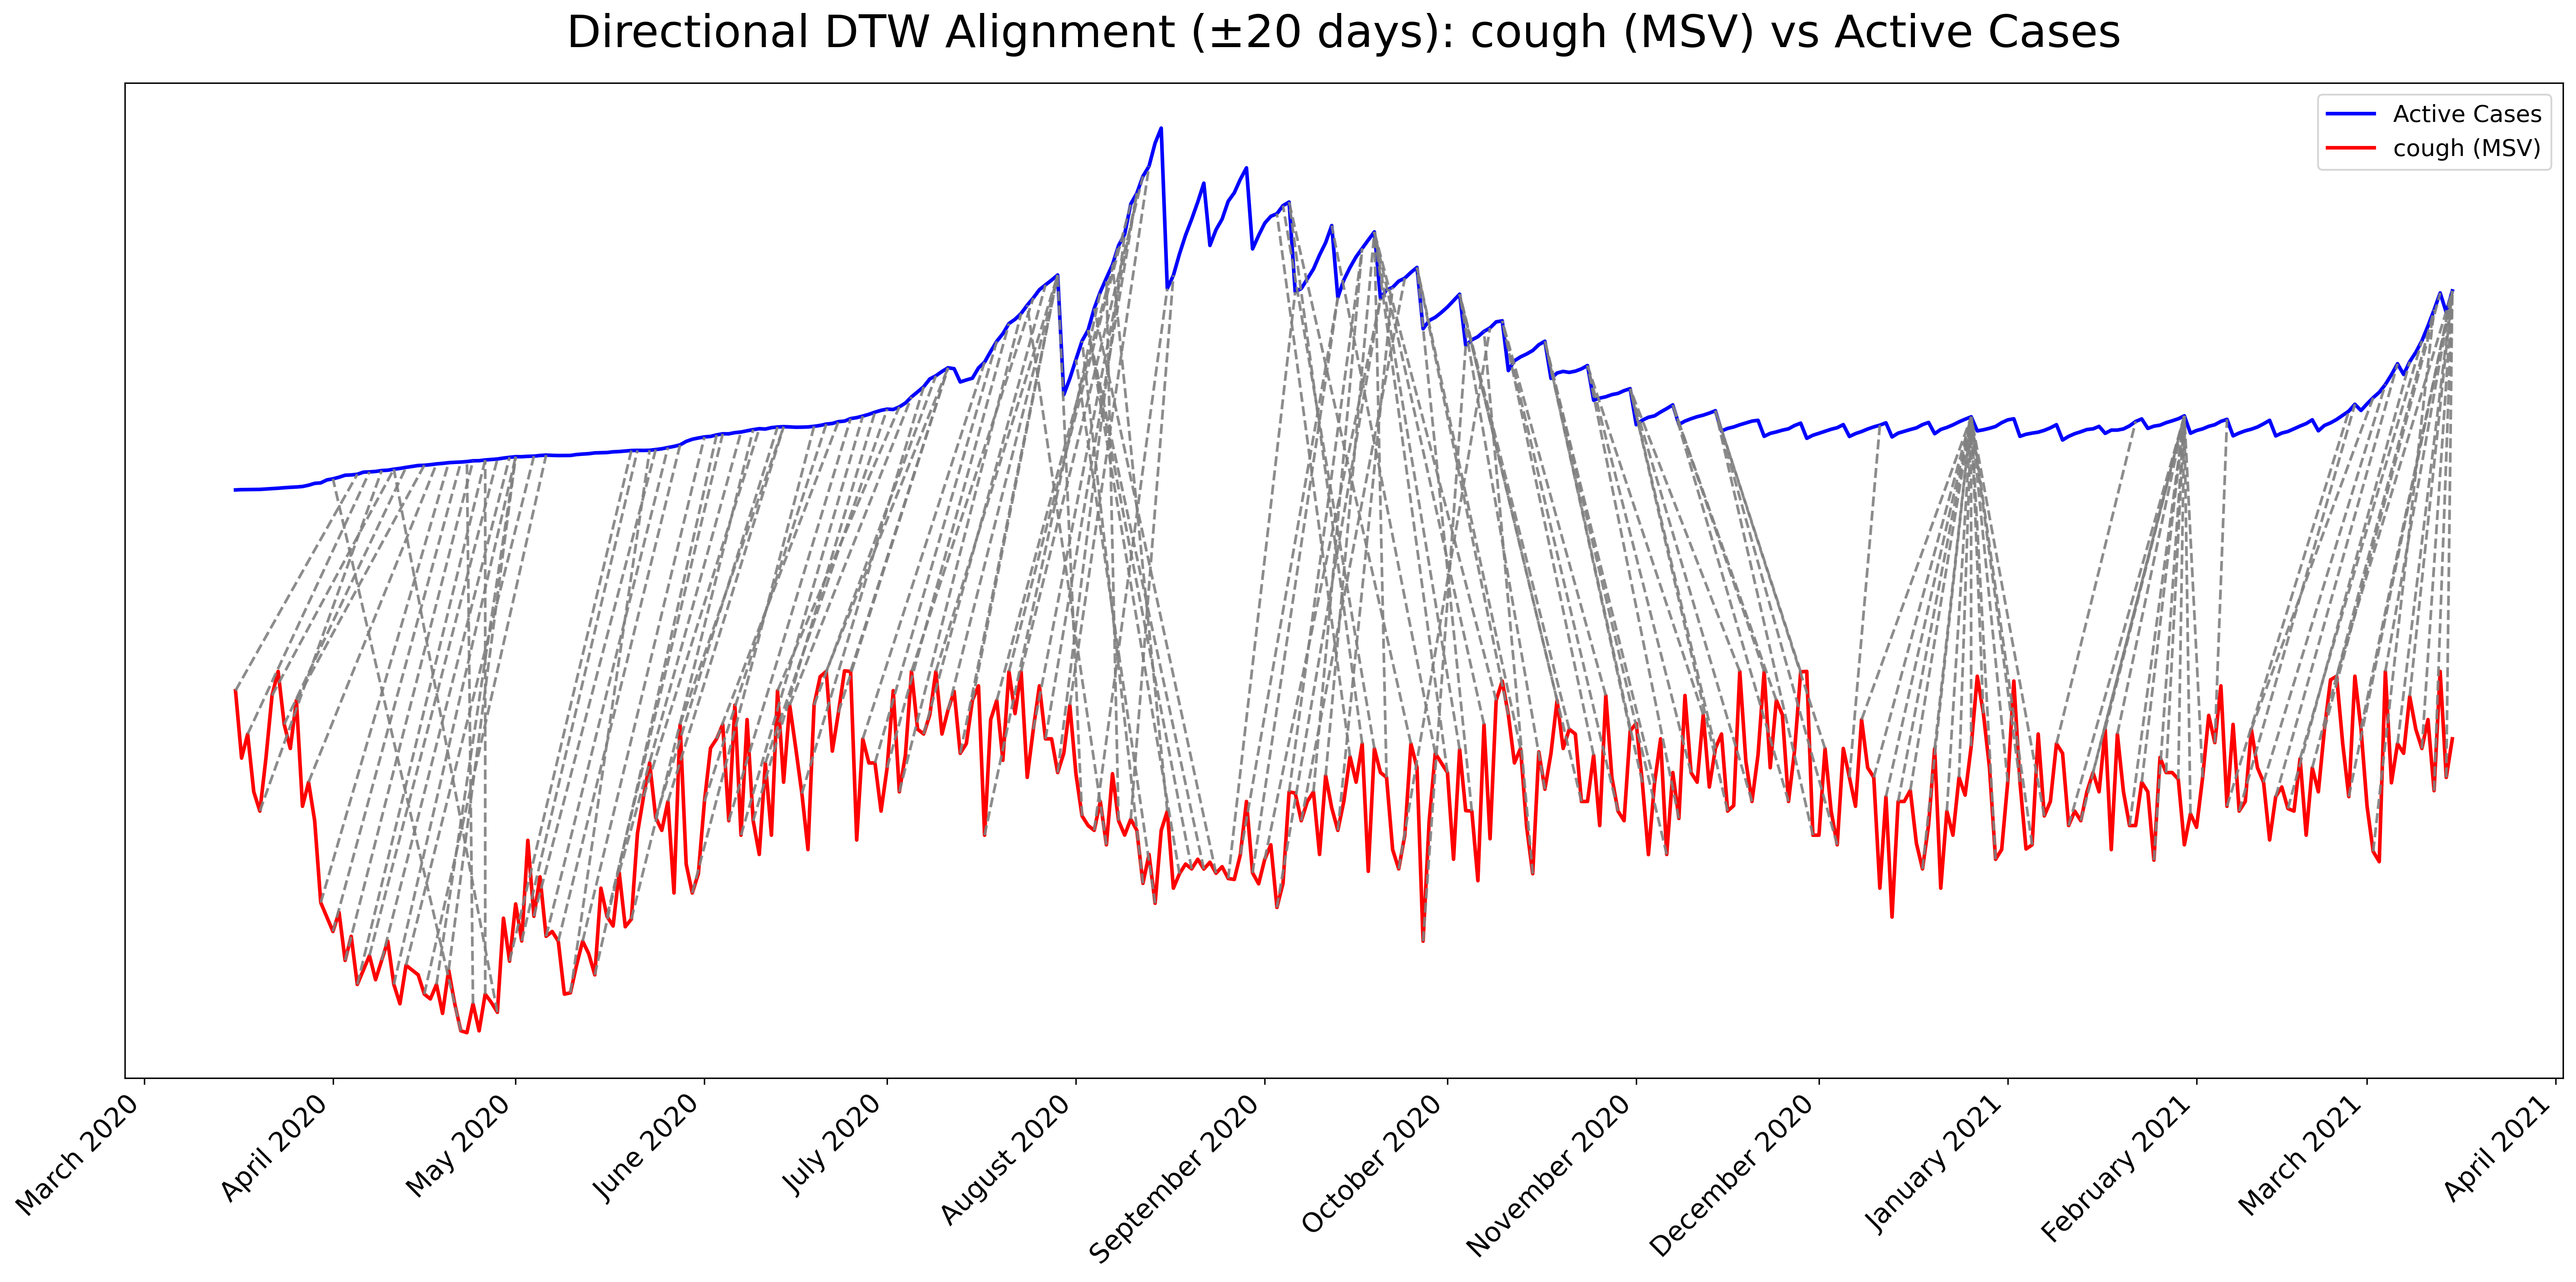 Directional DTW Alignment (±20 days): cough (MSV) vs Active Cases
Active Cases
cough (MSV)
March 2020
April 2020
May 2020
June 2020
July 2020
August 2020
September 2020
October 2020
November 2020
December 2020
January 2021
February 2021
March 2021
April 2021